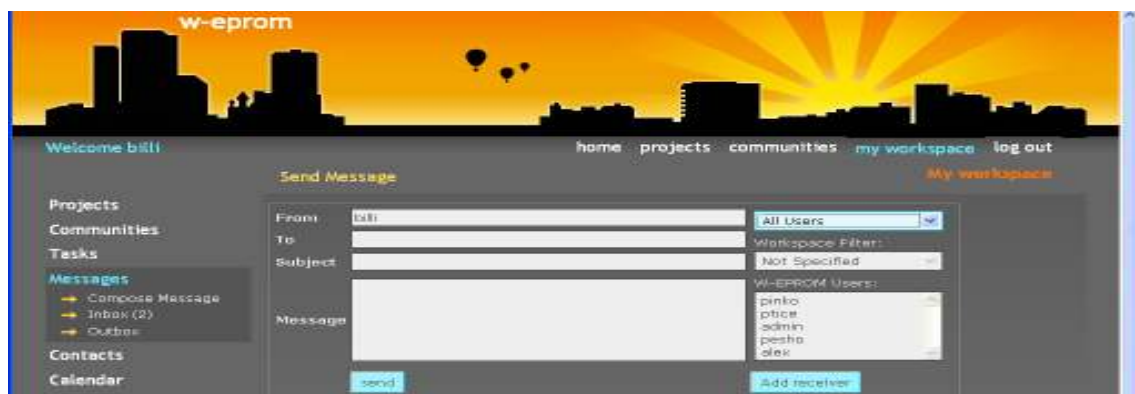 w-eprom
Welcome billi
home projects communities my workspace log out
Send Message
My workspace
Projects
Communities
Tasks
Messages
Compose Message
Inbox (2)
Outbox
Contacts
Calendar
From billi
To
Subject
Message
send
All Users
Workspace Filter:
Not Specified
W-EPROM Users:
pinko
ptice
admin
pesho
alex
Add receiver